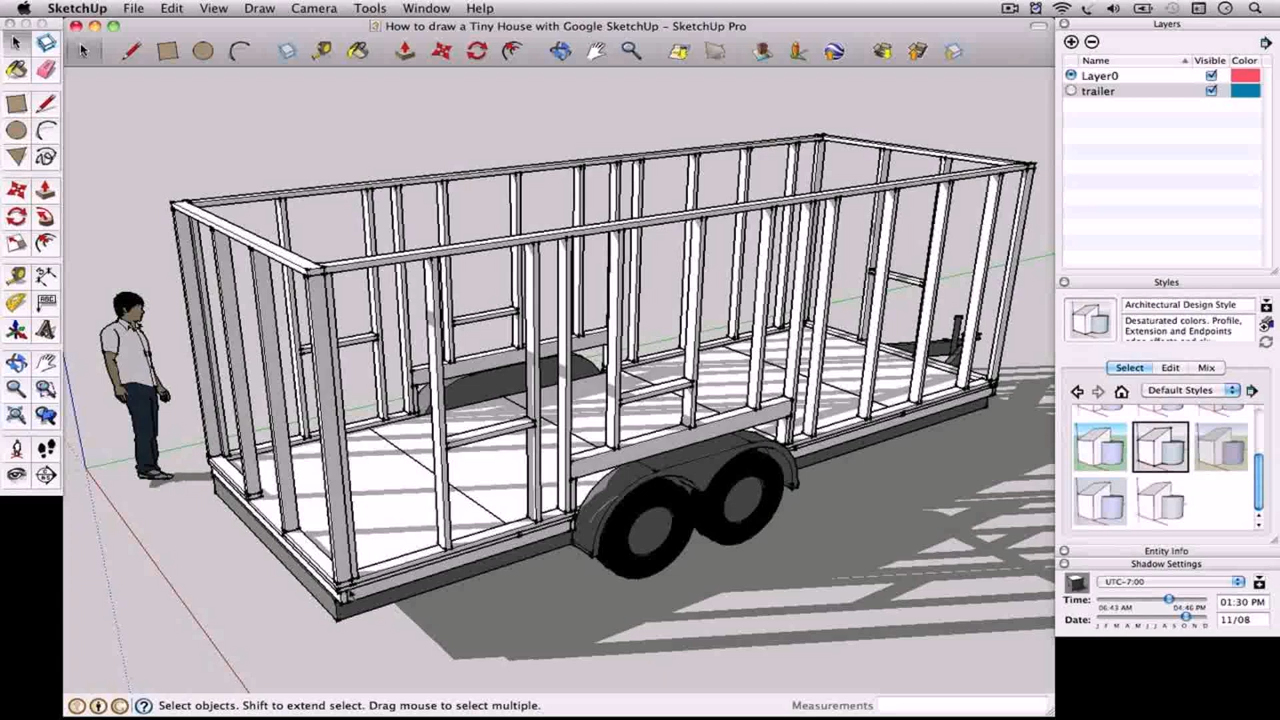 SketchUp File Edit View Draw Camera Tools Window Help
How to draw a Tiny House with Google SketchUp – SketchUp Pro
Layers
Name Visible Color
Layer0
trailer
Styles
Architectural Design Style
Desaturated colors. Profile,
Extension and Endpoints
Select Edit Mix
Default Styles
Entity Info
Shadow Settings
UTC-7:00
Time: 06:43 AM 04:46 PM 01:30 PM
Date: J F M A M J J A S O N D 11/08
Select objects. Shift to extend select. Drag mouse to select multiple.
Measurements